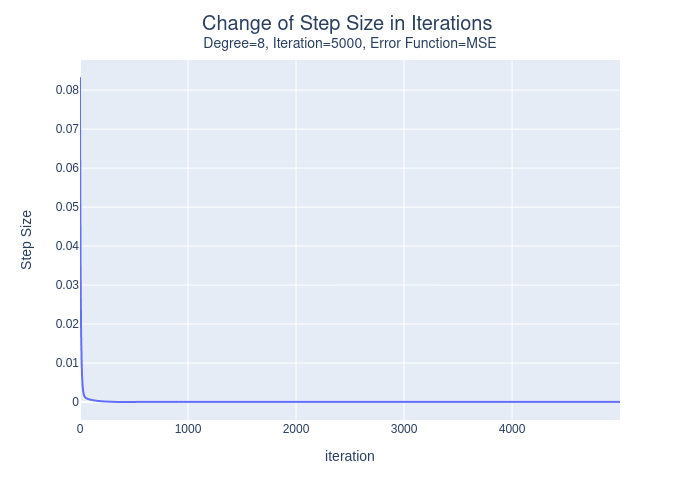 Change of Step Size in Iterations
Degree=8, Iteration=5000, Error Function=MSE
Step Size
0.08
0.07
0.06
0.05
0.04
0.03
0.02
0.01
0
0 1000 2000 3000 4000
iteration